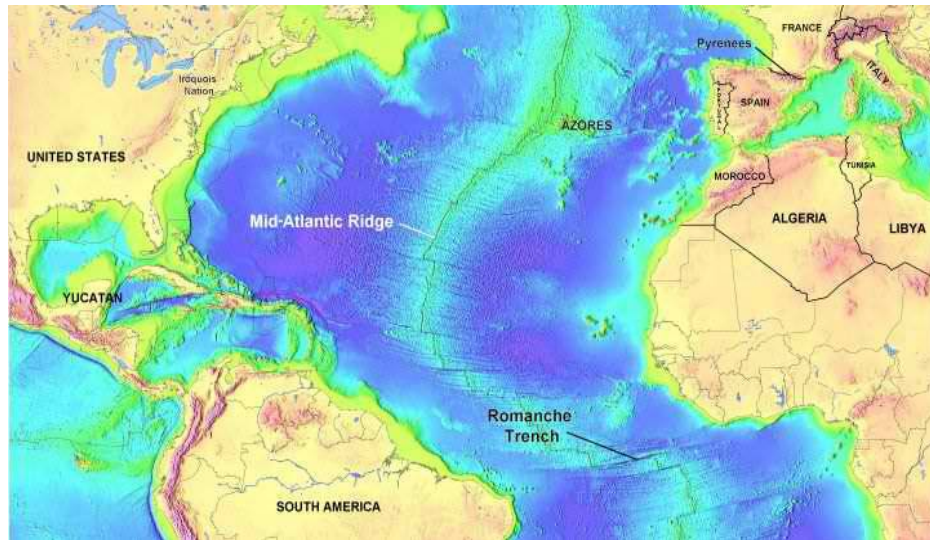 FRANCE
Pyrenees
ITALY
Iroquois
Nation
PORTUGAL
SPAIN
AZORES
UNITED STATES
TUNISIA
MOROCCO
Mid-Atlantic Ridge
ALGERIA
LIBYA
YUCATAN
Romanche
Trench
SOUTH AMERICA